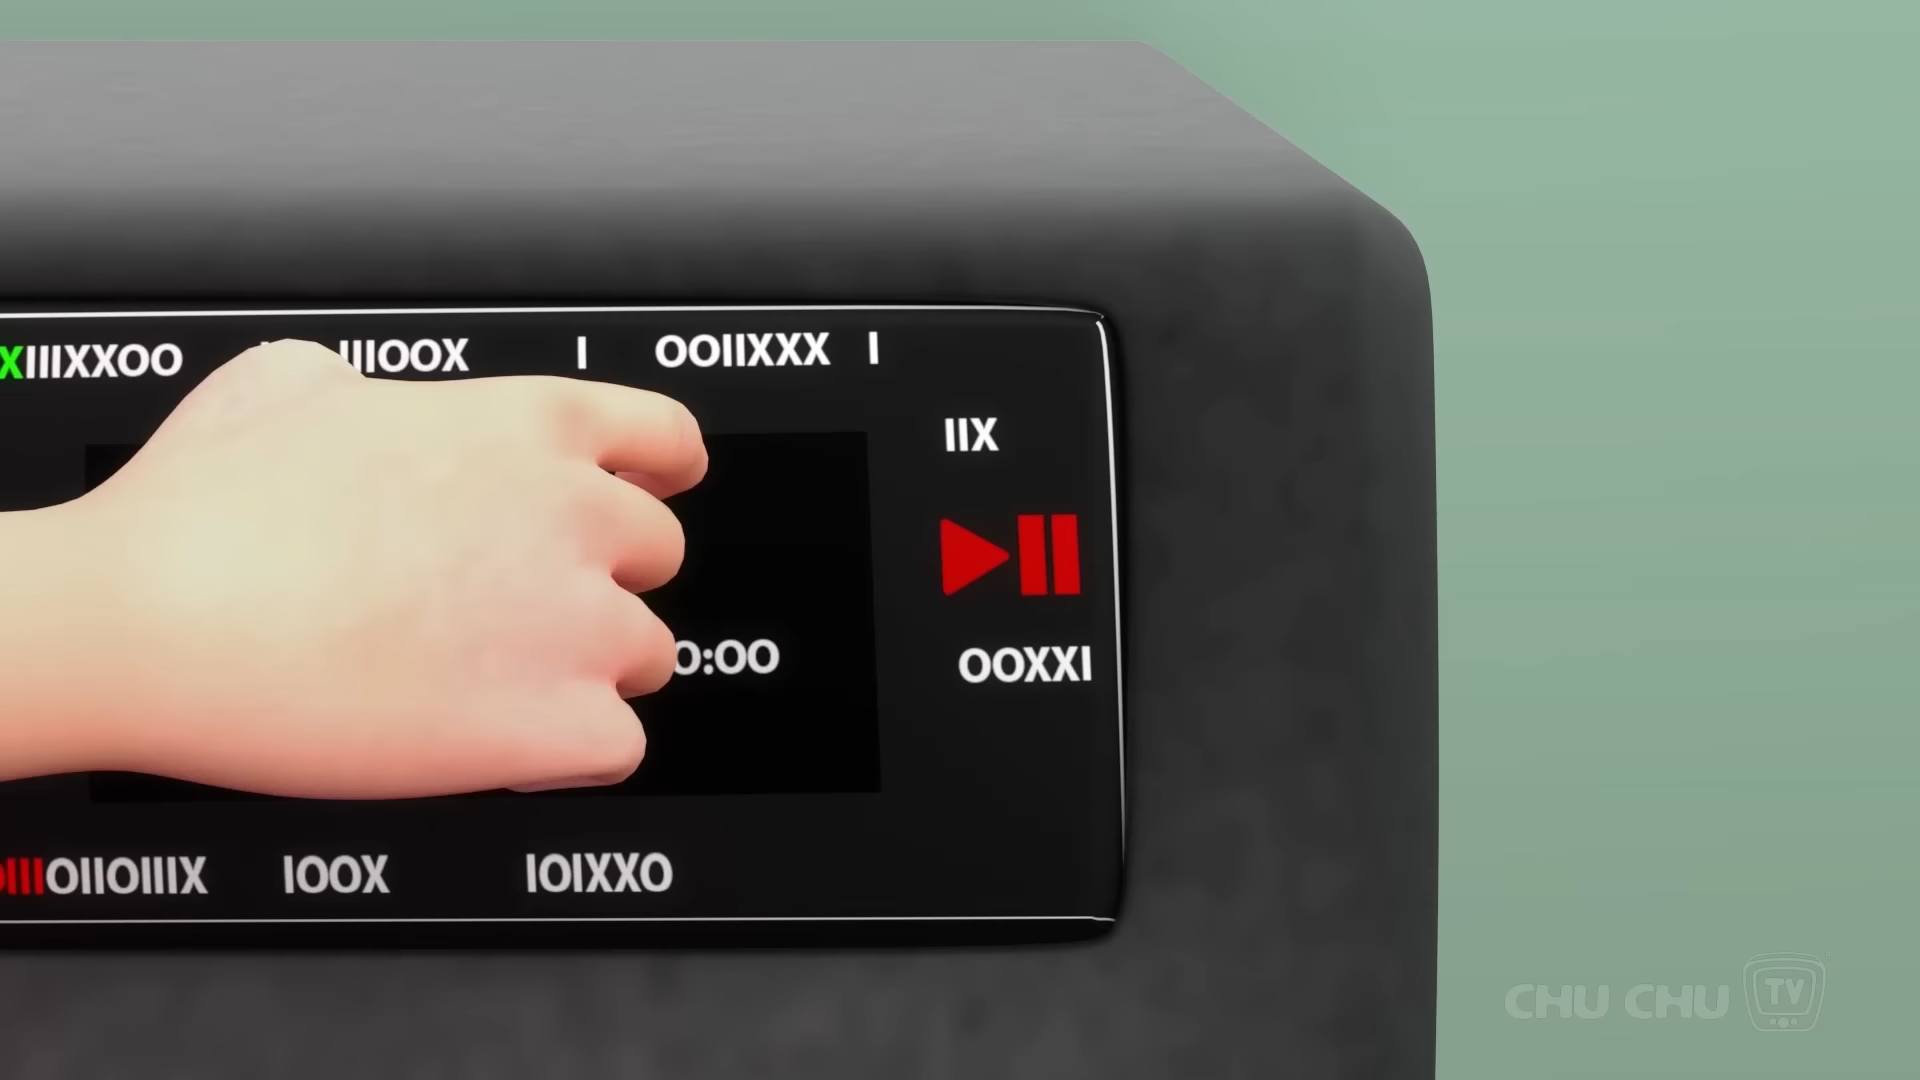 XIIIXXOO IIIOOX I OOIIXXX I
IIX
0:00
OOXXI
IIIOIIOIIIX IOOX IOIXXO
CHU CHU TV